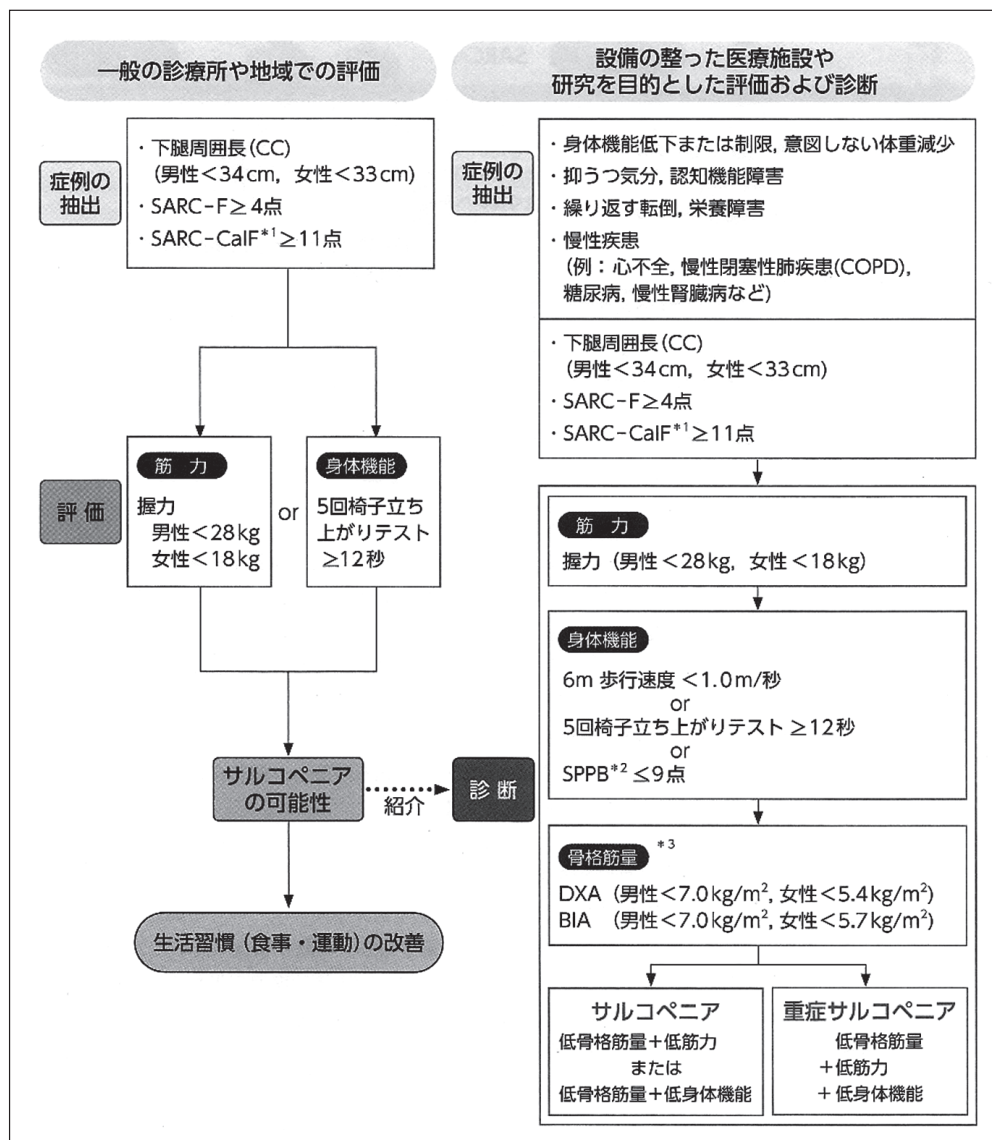 一般の診療所や地域での評価
症例の
抽出
・下腿周囲長(CC)
(男性<34cm, 女性<33cm)
・SARC-F≥4点
・SARC-CalF*1≥11点
評価
筋力
握力
男性<28kg
女性<18kg
or
身体機能
5回椅子立ち
上がりテスト
≥12秒
サルコペニア
の可能性
紹介
生活習慣(食事・運動)の改善
設備の整った医療施設や
研究を目的とした評価および診断
症例の
抽出
・身体機能低下または制限, 意図しない体重減少
・抑うつ気分, 認知機能障害
・繰り返す転倒, 栄養障害
・慢性疾患
(例:心不全, 慢性閉塞性肺疾患(COPD),
糖尿病, 慢性腎臓病など)
・下腿周囲長(CC)
(男性<34cm, 女性<33cm)
・SARC-F≥4点
・SARC-CalF*1≥11点
診断
筋力
握力 (男性<28kg, 女性<18kg)
身体機能
6m 歩行速度 <1.0m/秒
or
5回椅子立ち上がりテスト ≥12秒
or
SPPB*2 ≤9点
骨格筋量 *3
DXA (男性<7.0kg/m², 女性<5.4kg/m²)
BIA (男性<7.0kg/m², 女性<5.7kg/m²)
サルコペニア
低骨格筋量+低筋力
または
低骨格筋量+低身体機能
重症サルコペニア
低骨格筋量
+低筋力
+低身体機能